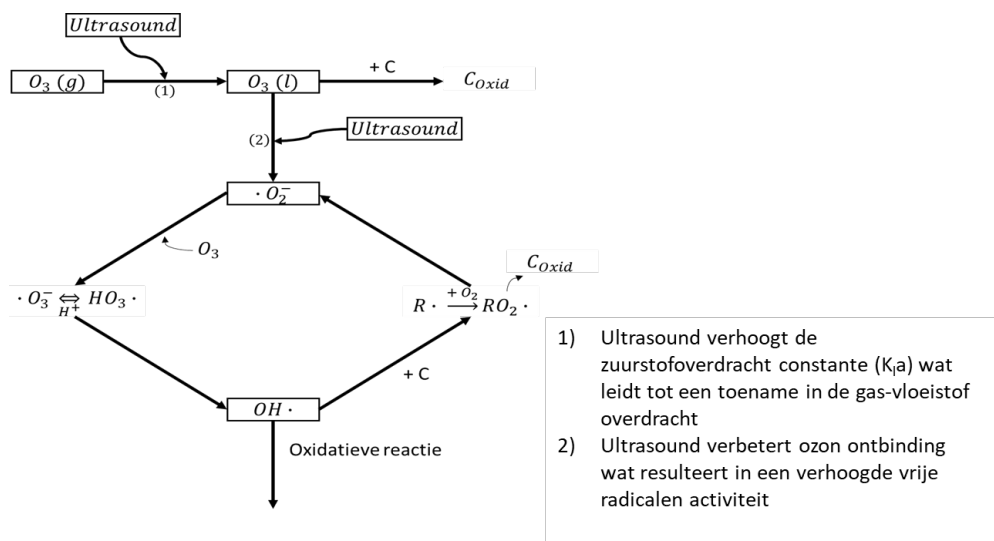 Ultrasound
O₃ (g)
(1)
O₃ (l)
+ C
C_Oxid
(2)
Ultrasound
· O₂⁻
O₃
C_Oxid
· O₃⁻ ⇔ HO₃ ·
H⁺
R · ⟶ RO₂ ·
+ O₂
+ C
OH ·
Oxidatieve reactie
1) Ultrasound verhoogt de
zuurstofoverdracht constante (Kₗa) wat
leidt tot een toename in de gas-vloeistof
overdracht
2) Ultrasound verbetert ozon ontbinding
wat resulteert in een verhoogde vrije
radicalen activiteit